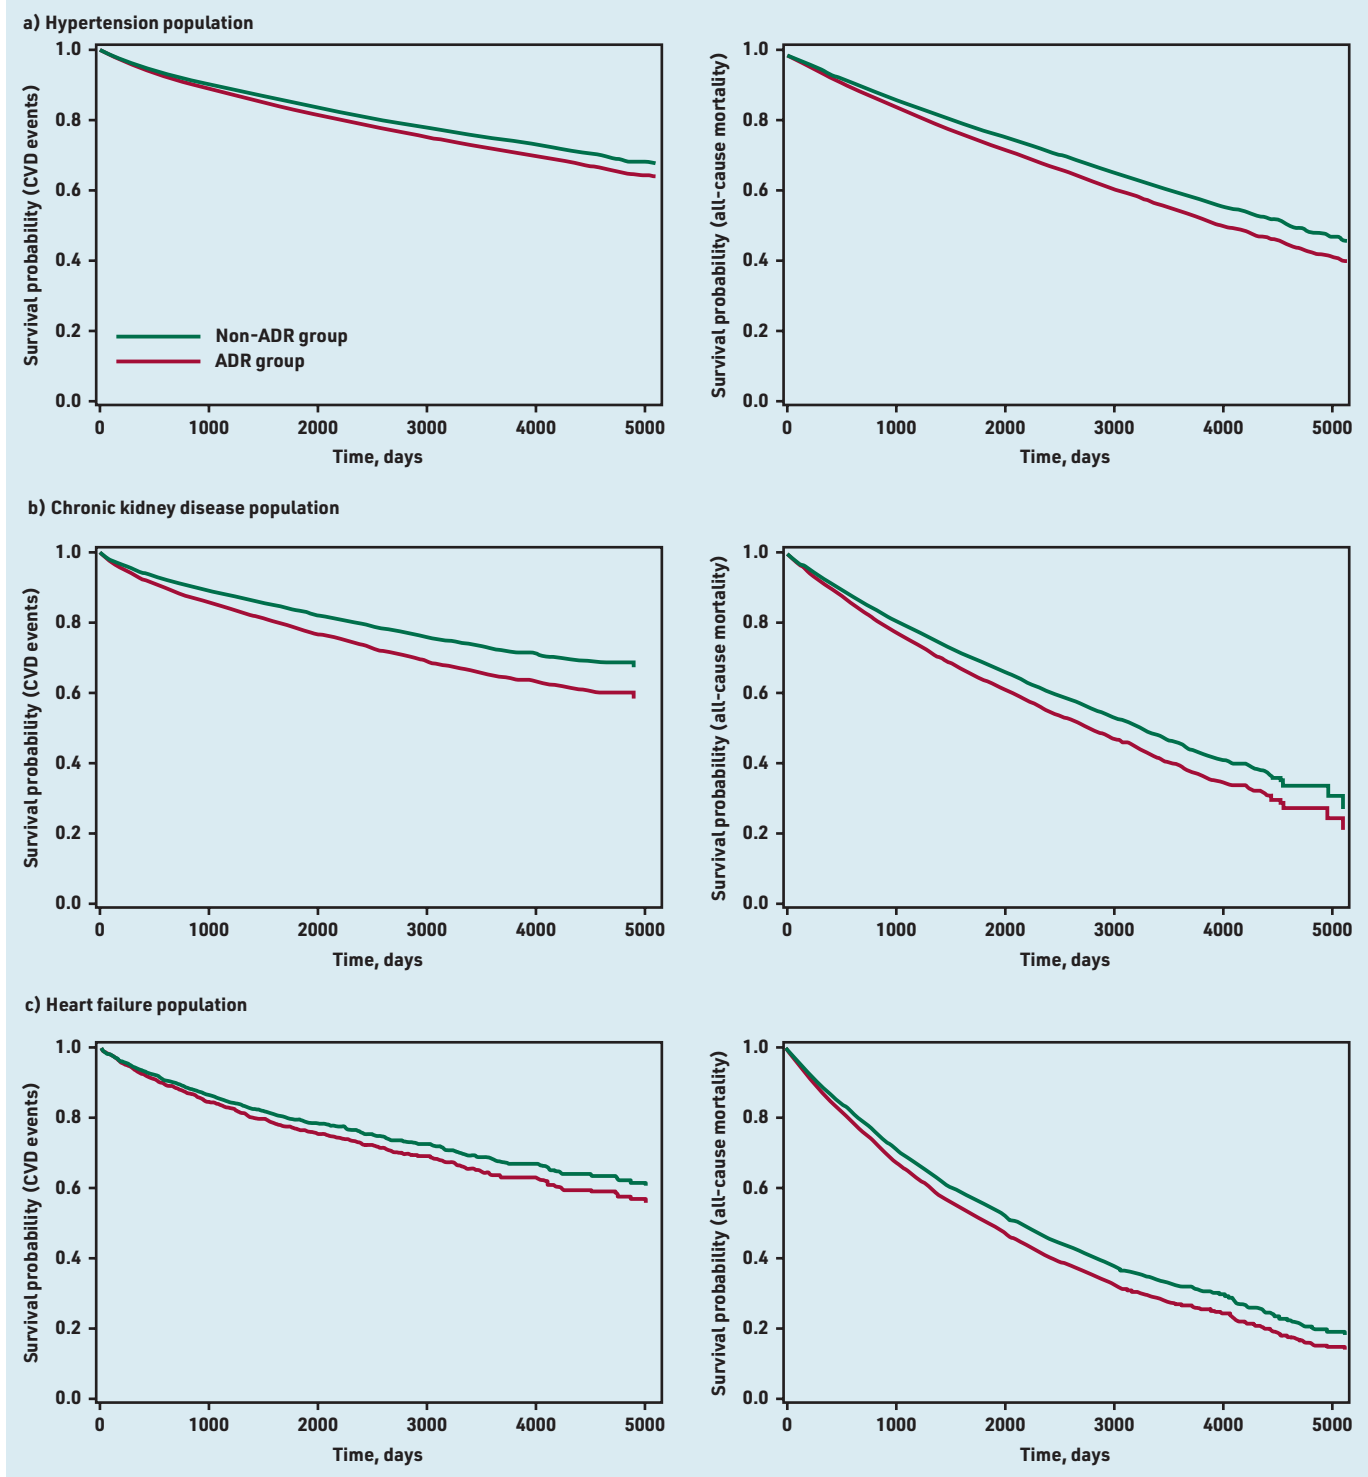 a) Hypertension population
Survival probability (CVD events)
1.0
0.8
0.6
0.4
0.2
0.0
Non-ADR group
ADR group
0 1000 2000 3000 4000 5000
Time, days
Survival probability (all-cause mortality)
1.0
0.8
0.6
0.4
0.2
0.0
0 1000 2000 3000 4000 5000
Time, days
b) Chronic kidney disease population
Survival probability (CVD events)
1.0
0.8
0.6
0.4
0.2
0.0
0 1000 2000 3000 4000 5000
Time, days
Survival probability (all-cause mortality)
1.0
0.8
0.6
0.4
0.2
0.0
0 1000 2000 3000 4000 5000
Time, days
c) Heart failure population
Survival probability (CVD events)
1.0
0.8
0.6
0.4
0.2
0.0
0 1000 2000 3000 4000 5000
Time, days
Survival probability (all-cause mortality)
1.0
0.8
0.6
0.4
0.2
0.0
0 1000 2000 3000 4000 5000
Time, days